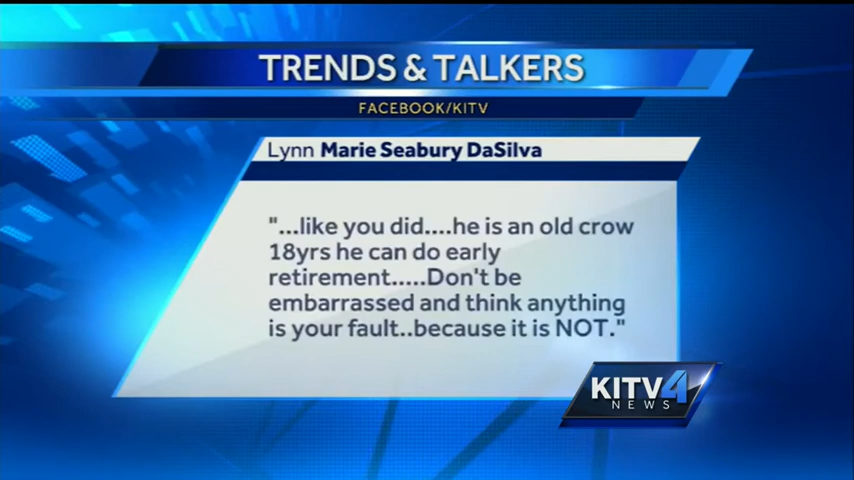 TRENDS & TALKERS
FACEBOOK/KITV
Lynn Marie Seabury DaSilva
"...like you did....he is an old crow
18yrs he can do early
retirement.....Don't be
embarrassed and think anything
is your fault..because it is NOT."
KITV4
NEWS